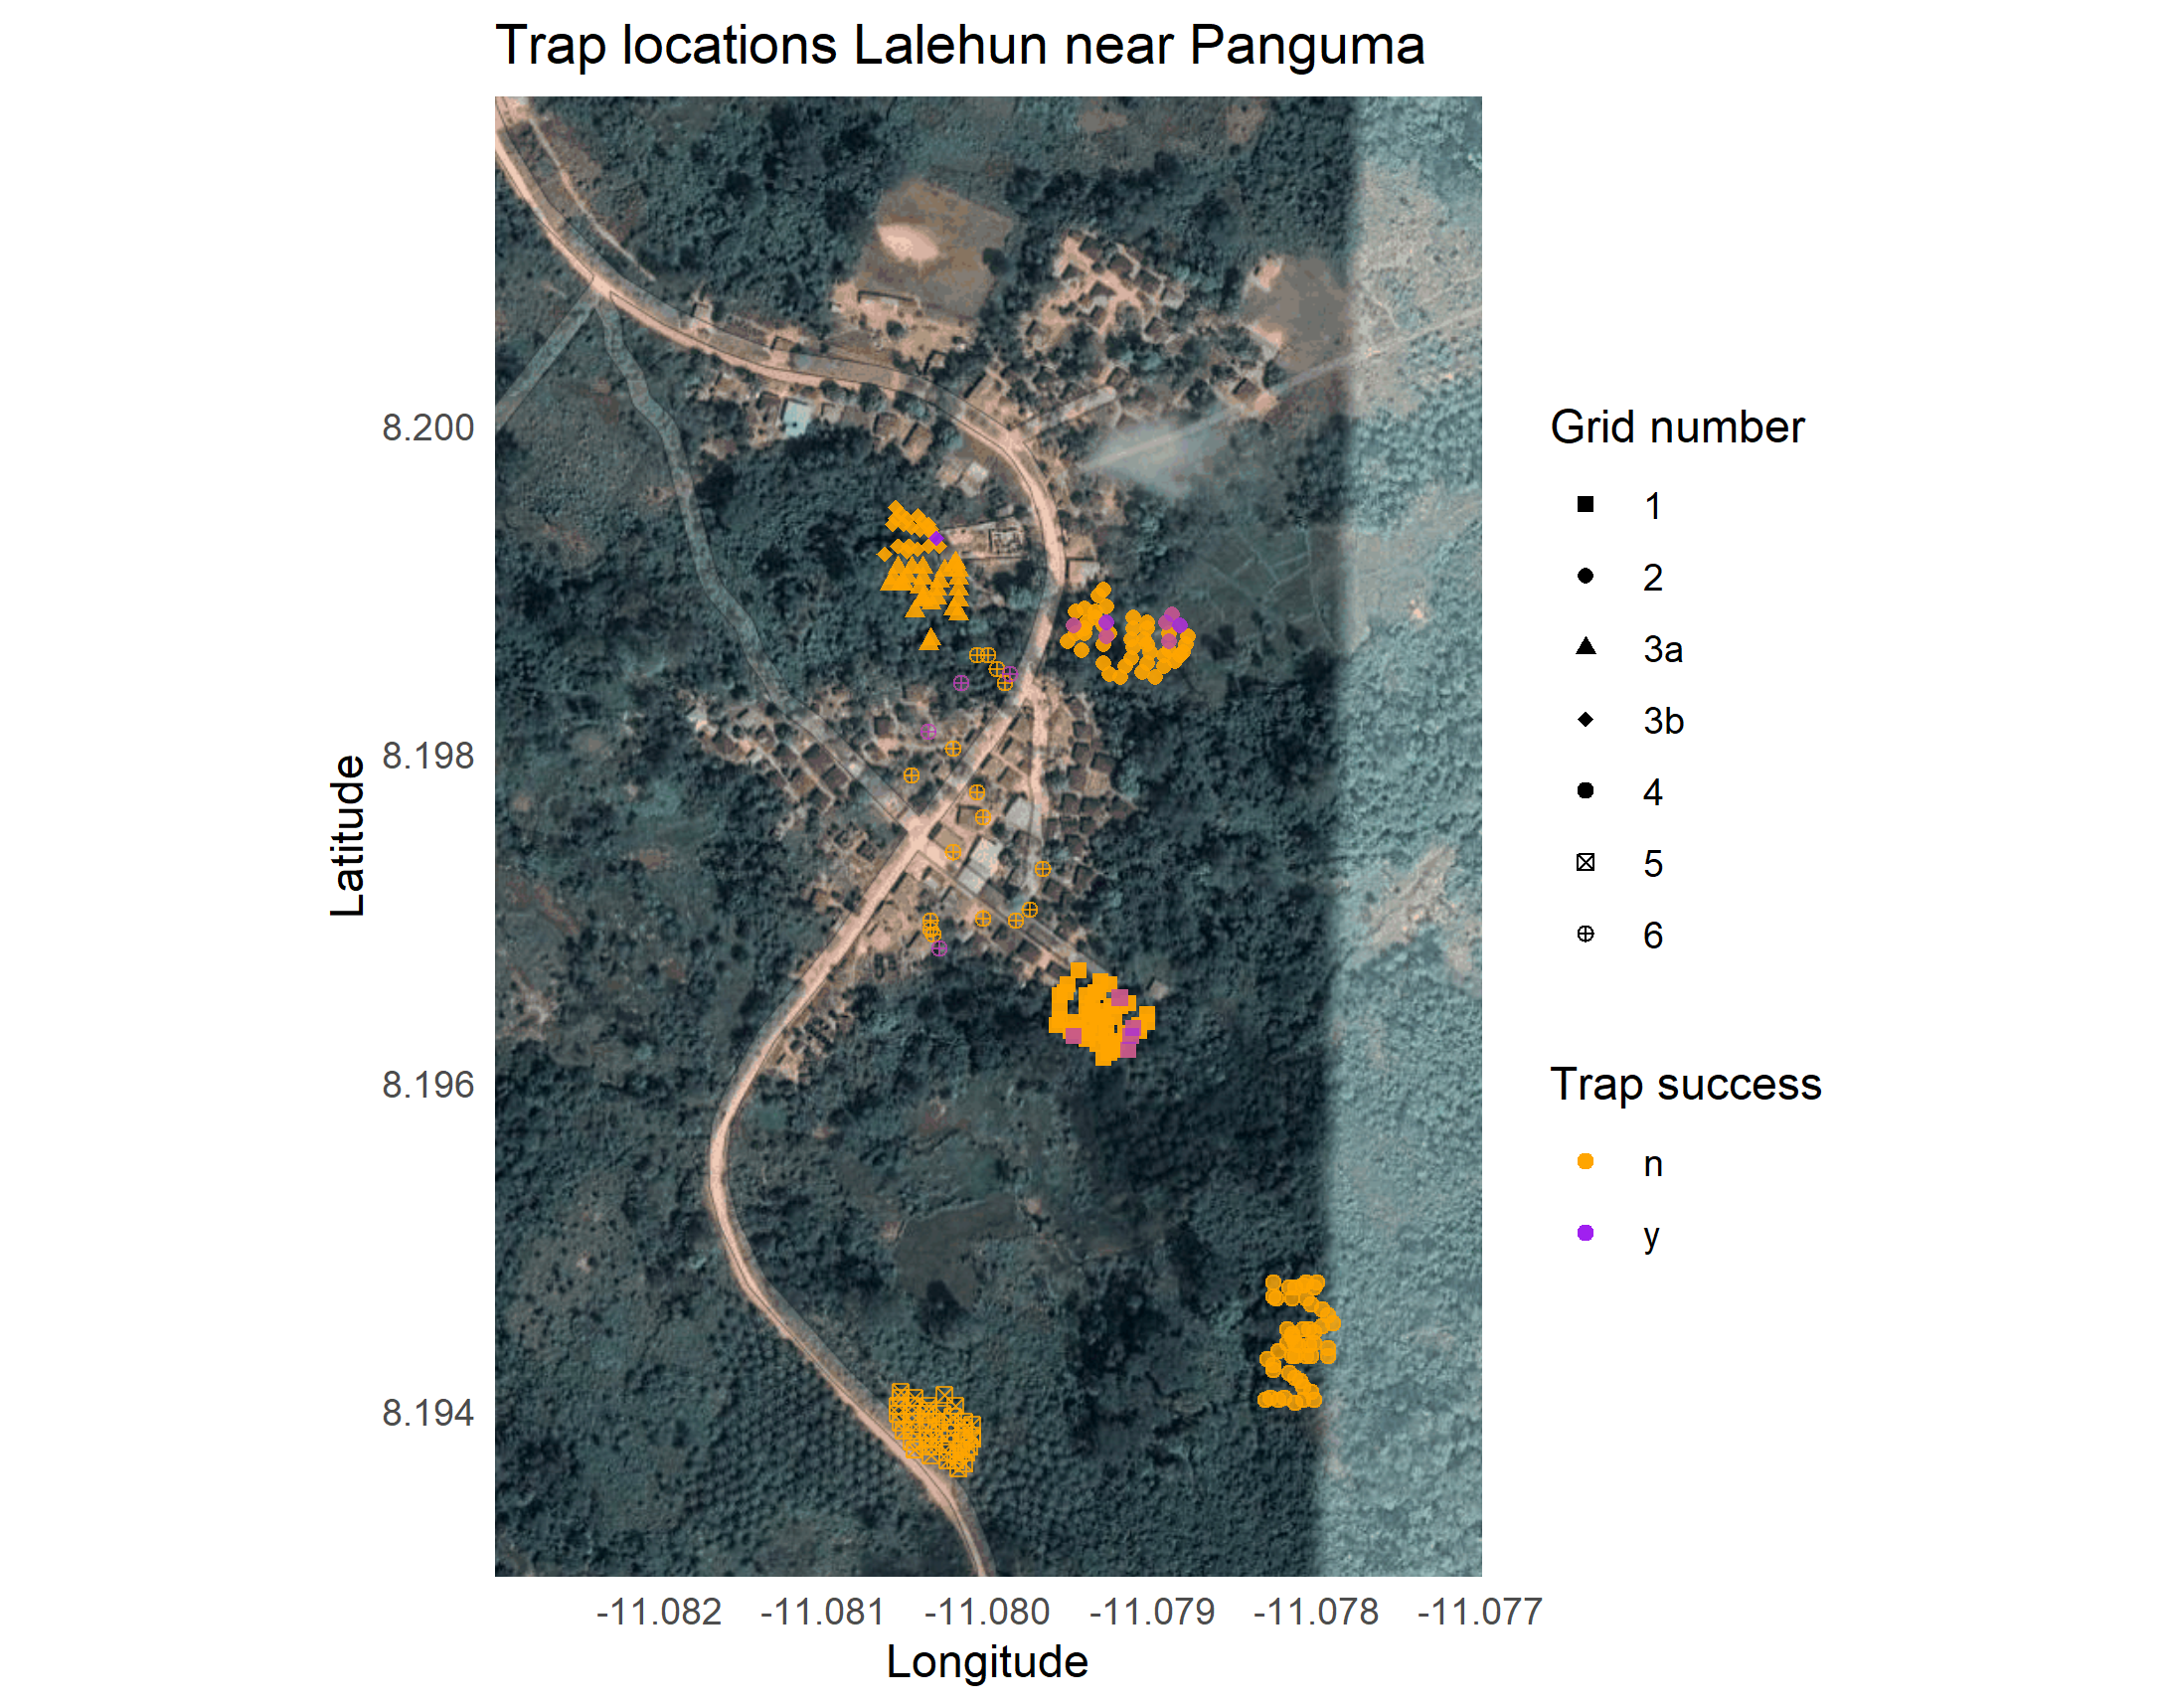 Trap locations Lalehun near Panguma
Latitude
8.200
8.198
8.196
8.194
-11.082 -11.081 -11.080 -11.079 -11.078 -11.077
Longitude
Grid number
1
2
3a
3b
4
5
6
Trap success
n
y